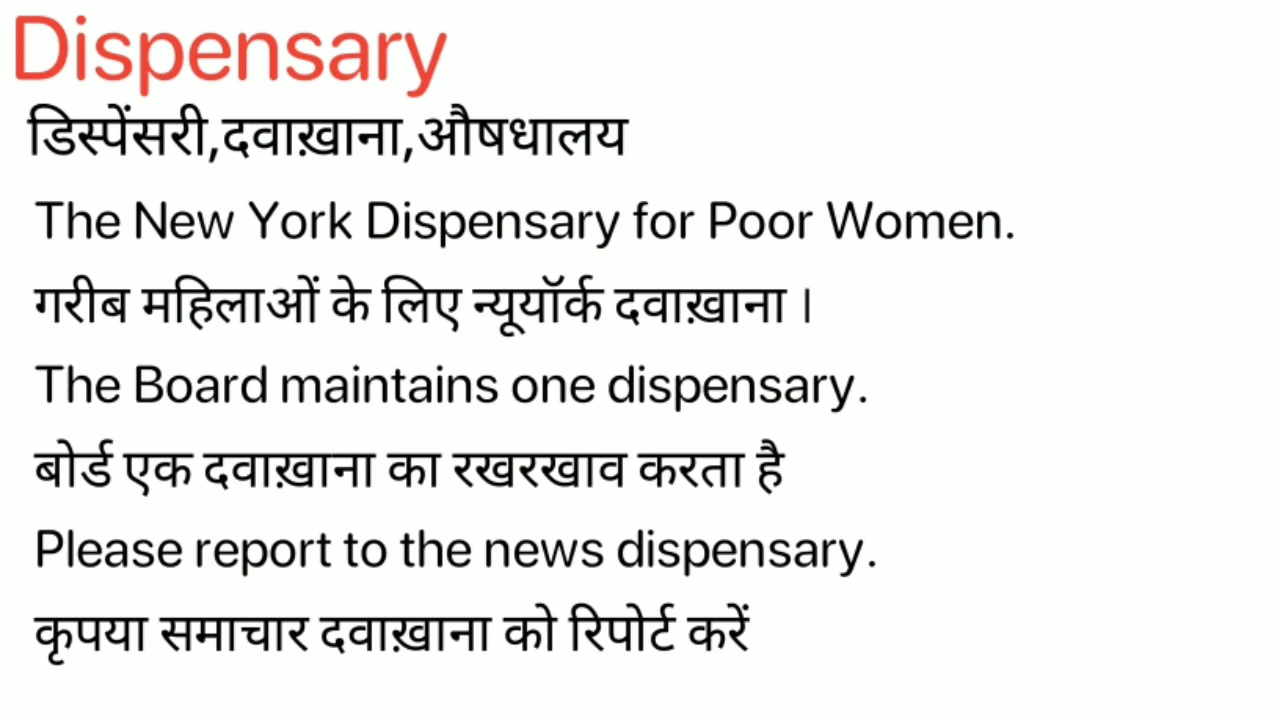 Dispensary
डिस्पेंसरी,दवाख़ाना,औषधालय
The New York Dispensary for Poor Women.
गरीब महिलाओं के लिए न्यूयॉर्क दवाख़ाना ।
The Board maintains one dispensary.
बोर्ड एक दवाख़ाना का रखरखाव करता है
Please report to the news dispensary.
कृपया समाचार दवाख़ाना को रिपोर्ट करें